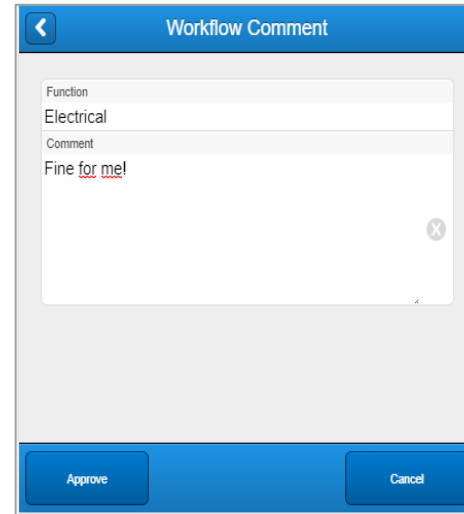 Workflow Comment
Function
Electrical
Comment
Fine for me!
X
Approve
Cancel